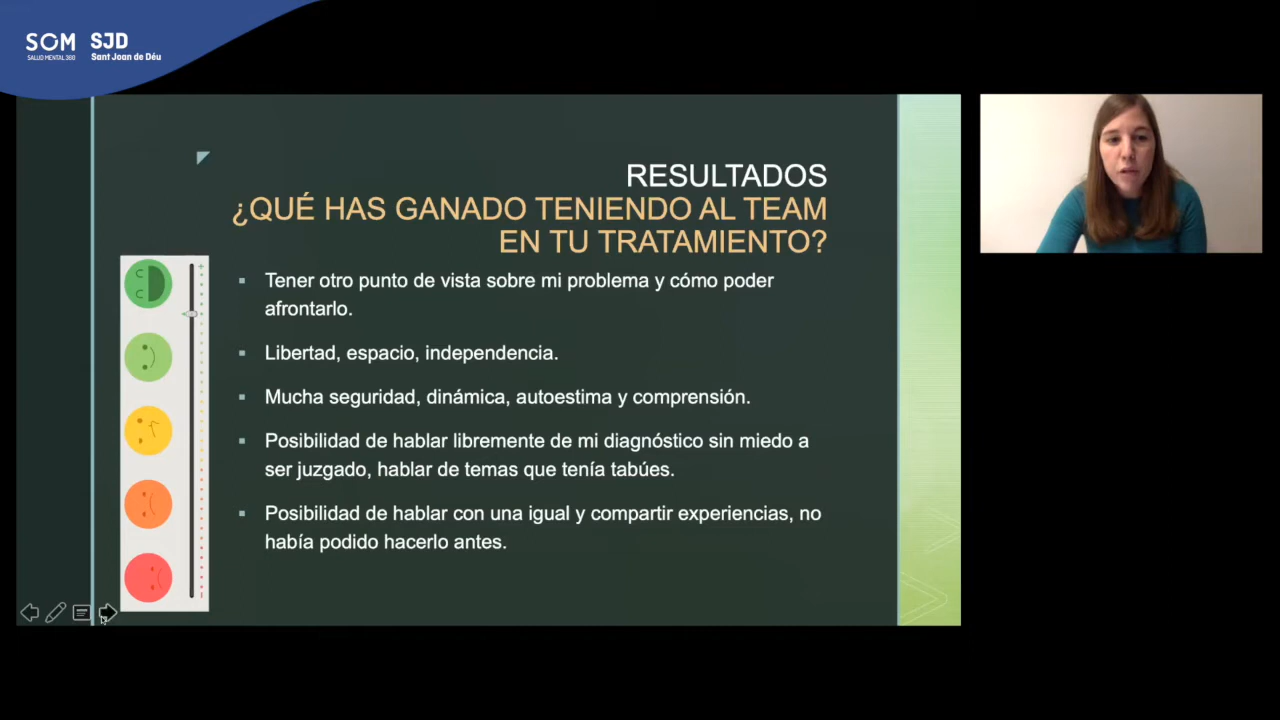 SOM
SALUD MENTAL 360
SJD
Sant Joan de Déu
RESULTADOS
¿QUÉ HAS GANADO TENIENDO AL TEAM
EN TU TRATAMIENTO?
Tener otro punto de vista sobre mi problema y cómo poder
afrontarlo.
Libertad, espacio, independencia.
Mucha seguridad, dinámica, autoestima y comprensión.
Posibilidad de hablar libremente de mi diagnóstico sin miedo a
ser juzgado, hablar de temas que tenía tabúes.
Posibilidad de hablar con una igual y compartir experiencias, no
había podido hacerlo antes.